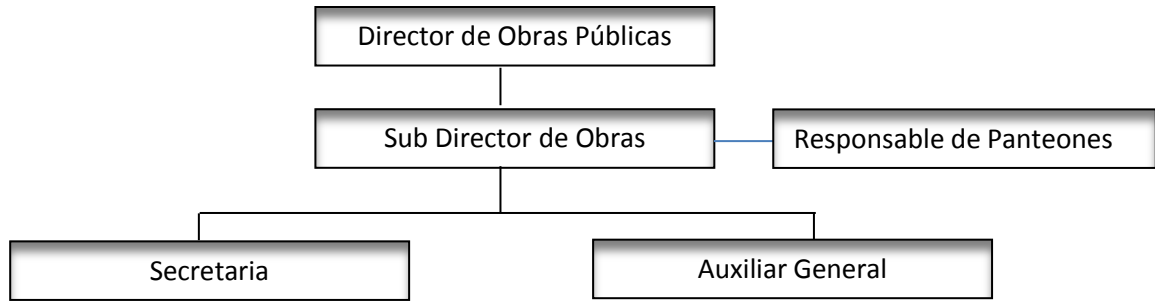 Director de Obras Públicas
Sub Director de Obras
Responsable de Panteones
Secretaria
Auxiliar General